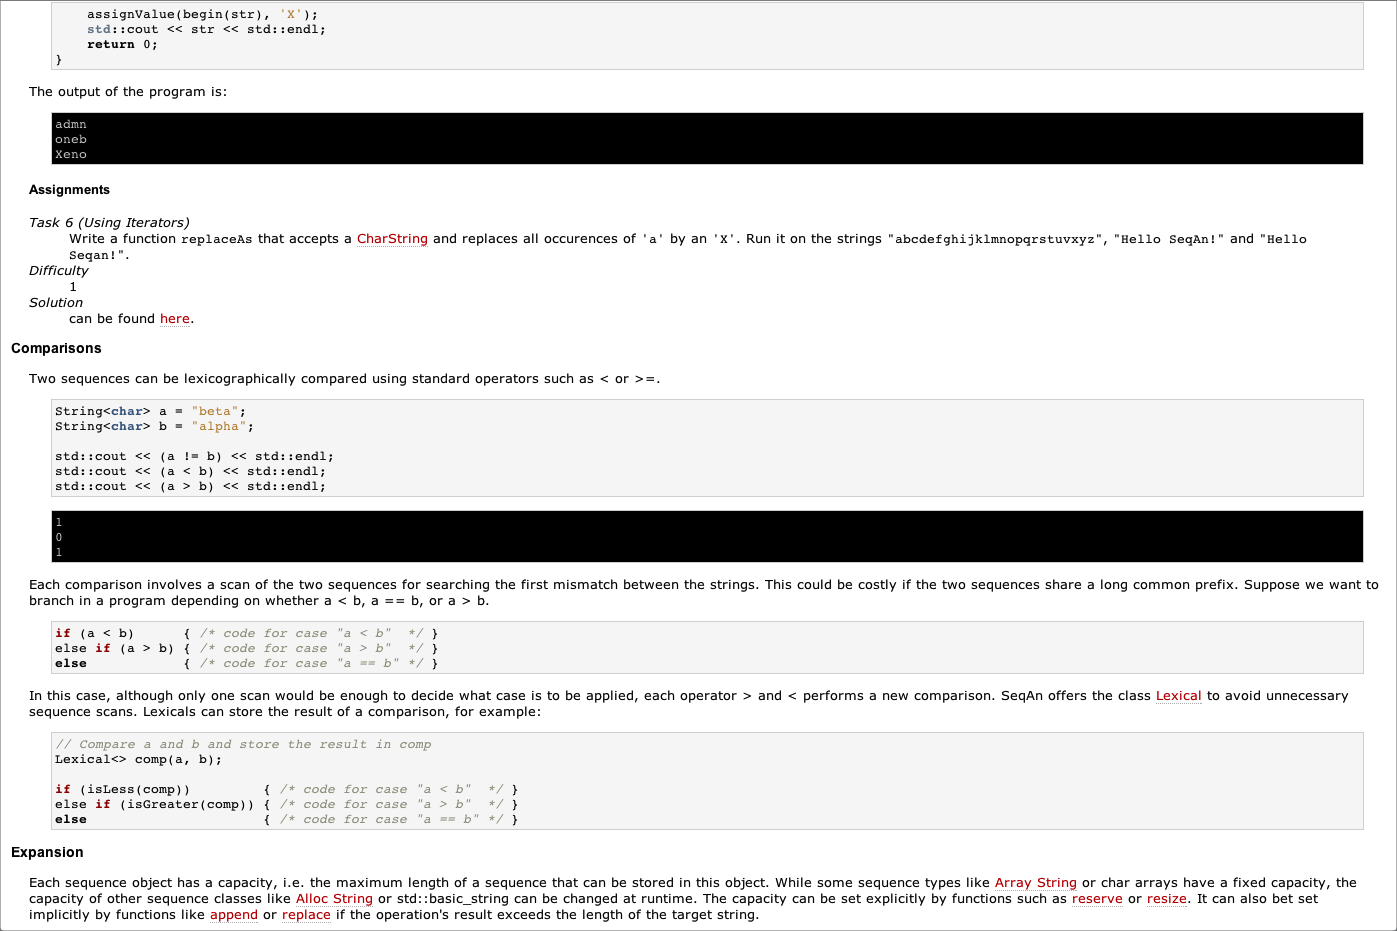 assignValue(begin(str), 'X');
    std::cout << str << std::endl;
    return 0;
}
The output of the program is:
admn
oneb
Xeno
Assignments
Task 6 (Using Iterators)
Write a function replaceAs that accepts a CharString and replaces all occurences of 'a' by an 'X'. Run it on the strings "abcdefghijklmnopqrstuvxyz", "Hello SeqAn!" and "Hello
Seqan!".
Difficulty
1
Solution
can be found here.
Comparisons
Two sequences can be lexicographically compared using standard operators such as < or >=.
String<char> a = "beta";
String<char> b = "alpha";
std::cout << (a != b) << std::endl;
std::cout << (a < b) << std::endl;
std::cout << (a > b) << std::endl;
1
0
1
Each comparison involves a scan of the two sequences for searching the first mismatch between the strings. This could be costly if the two sequences share a long common prefix. Suppose we want to
branch in a program depending on whether a < b, a == b, or a > b.
if (a < b)      { /* code for case "a < b"  */ }
else if (a > b) { /* code for case "a > b"  */ }
else            { /* code for case "a == b" */ }
In this case, although only one scan would be enough to decide what case is to be applied, each operator > and < performs a new comparison. SeqAn offers the class Lexical to avoid unnecessary
sequence scans. Lexicals can store the result of a comparison, for example:
// Compare a and b and store the result in comp
Lexical<> comp(a, b);
if (isLess(comp))         { /* code for case "a < b"  */ }
else if (isGreater(comp)) { /* code for case "a > b"  */ }
else                      { /* code for case "a == b" */ }
Expansion
Each sequence object has a capacity, i.e. the maximum length of a sequence that can be stored in this object. While some sequence types like Array String or char arrays have a fixed capacity, the
capacity of other sequence classes like Alloc String or std::basic_string can be changed at runtime. The capacity can be set explicitly by functions such as reserve or resize. It can also bet set
implicitly by functions like append or replace if the operation's result exceeds the length of the target string.